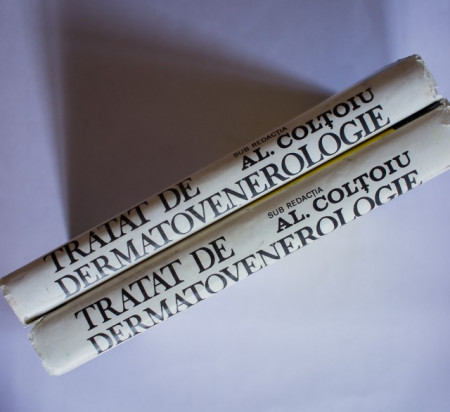 TRATAT DE
DERMATOVENEROLOGIE
SUB REDACȚIA
AL. COLȚOIU
TRATAT DE
DERMATOVENEROLOGIE
SUB REDACȚIA
AL. COLȚOIU